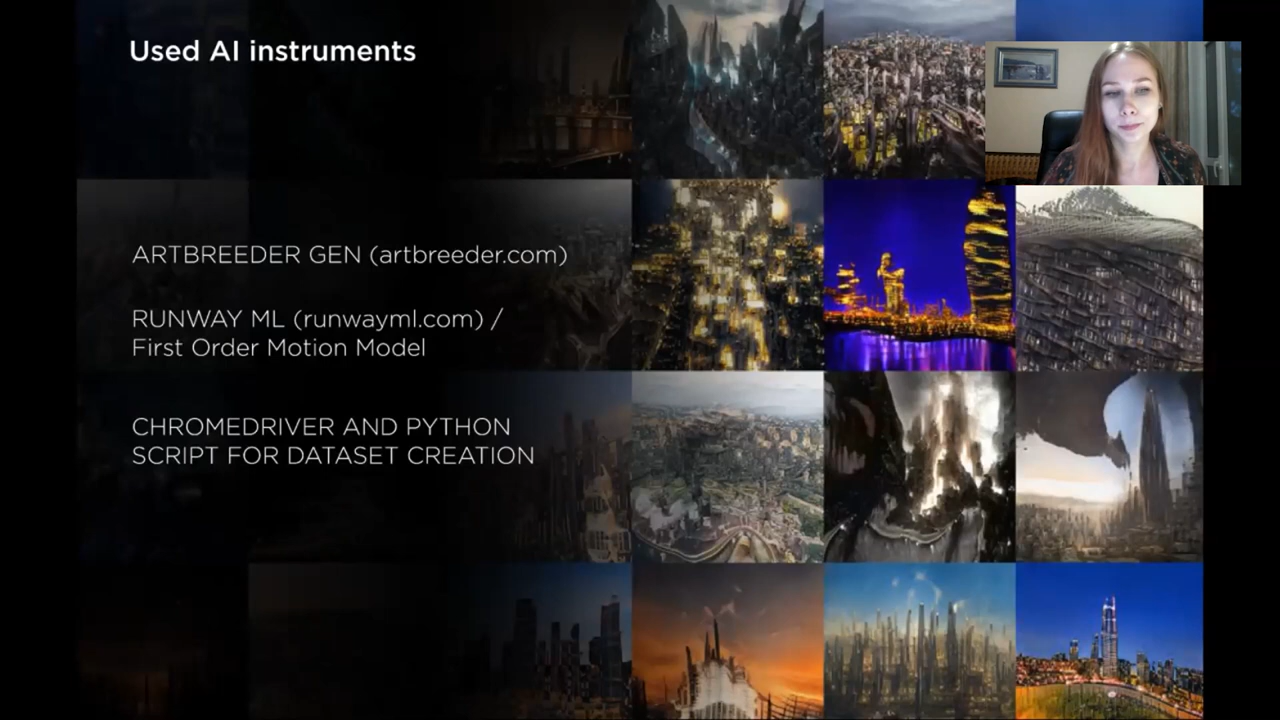 Used AI instruments
ARTBREEDER GEN (artbreeder.com)
RUNWAY ML (runwayml.com) /
First Order Motion Model
CHROMEDRIVER AND PYTHON
SCRIPT FOR DATASET CREATION